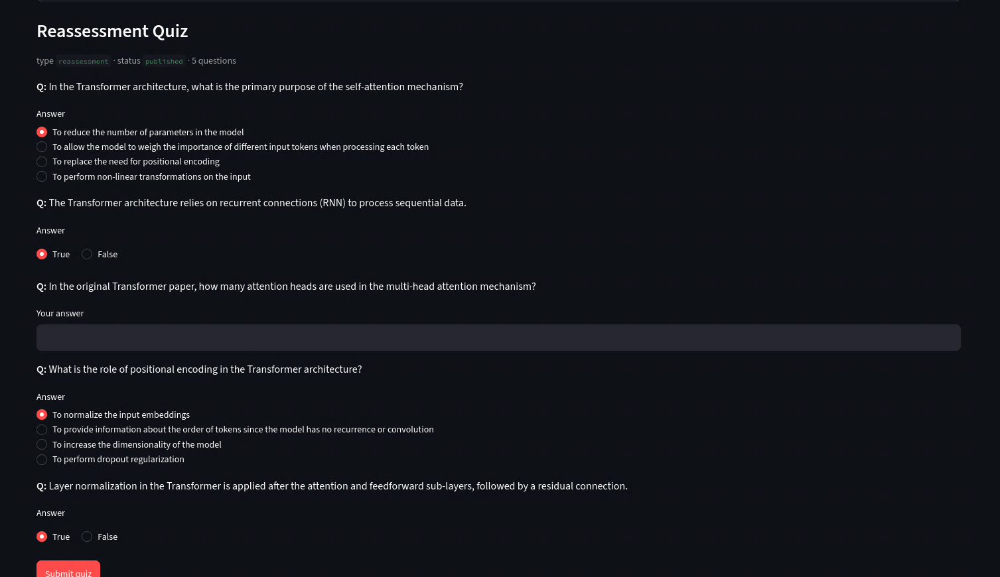 Reassessment Quiz
type reassessment · status published · 5 questions
Q: In the Transformer architecture, what is the primary purpose of the self-attention mechanism?
Answer
To reduce the number of parameters in the model
To allow the model to weigh the importance of different input tokens when processing each token
To replace the need for positional encoding
To perform non-linear transformations on the input
Q: The Transformer architecture relies on recurrent connections (RNN) to process sequential data.
Answer
True False
Q: In the original Transformer paper, how many attention heads are used in the multi-head attention mechanism?
Your answer
Q: What is the role of positional encoding in the Transformer architecture?
Answer
To normalize the input embeddings
To provide information about the order of tokens since the model has no recurrence or convolution
To increase the dimensionality of the model
To perform dropout regularization
Q: Layer normalization in the Transformer is applied after the attention and feedforward sub-layers, followed by a residual connection.
Answer
True False
Submit quiz